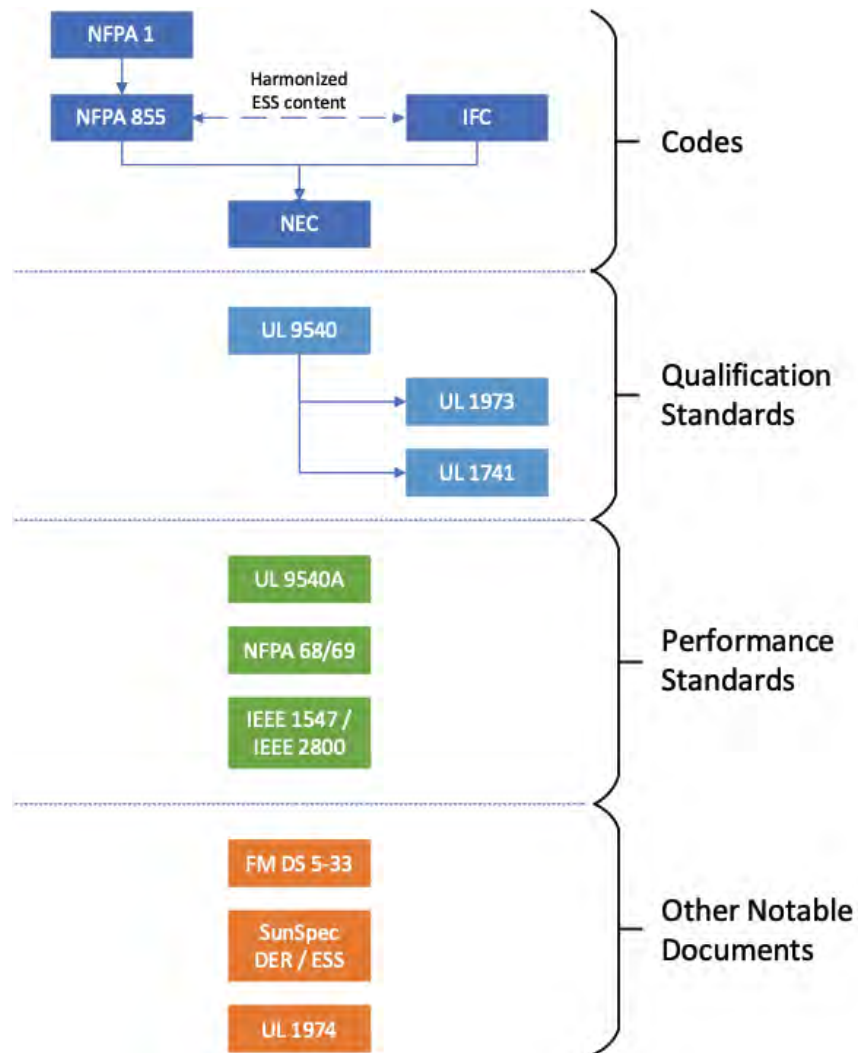 NFPA 1
Harmonized
ESS content
NFPA 855
IFC
Codes
NEC
UL 9540
UL 1973
Qualification
Standards
UL 1741
UL 9540A
NFPA 68/69
Performance
Standards
IEEE 1547 /
IEEE 2800
FM DS 5-33
SunSpec
DER / ESS
Other Notable
Documents
UL 1974